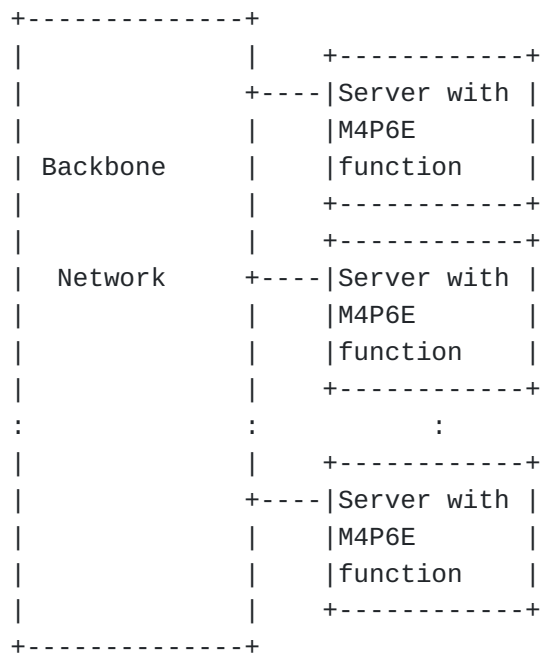 Server with
M4P6E
Backbone function
Server with
Network
M4P6E
function
Server with
M4P6E
function